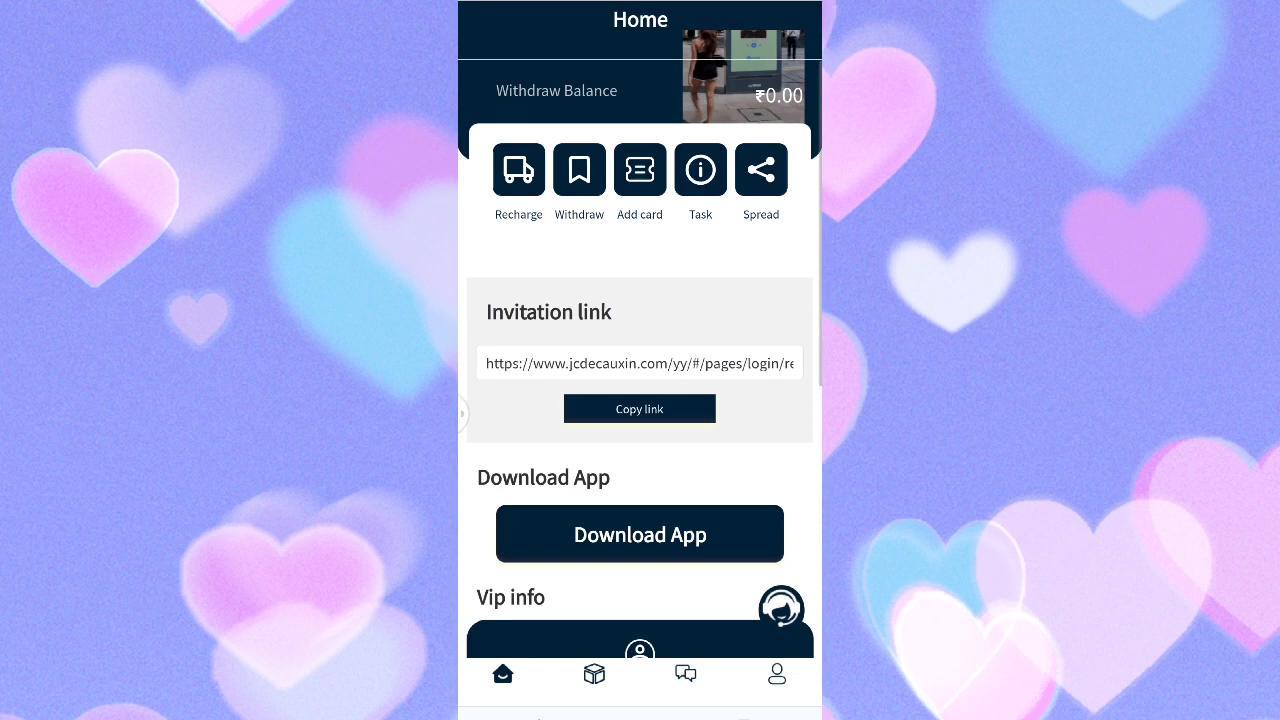 Home
Withdraw Balance
₹0.00
Recharge
Withdraw
Add card
Task
Spread
Invitation link
https://www.jcdecauxin.com/yy/#/pages/login/re
Copy link
Download App
Download App
Vip info